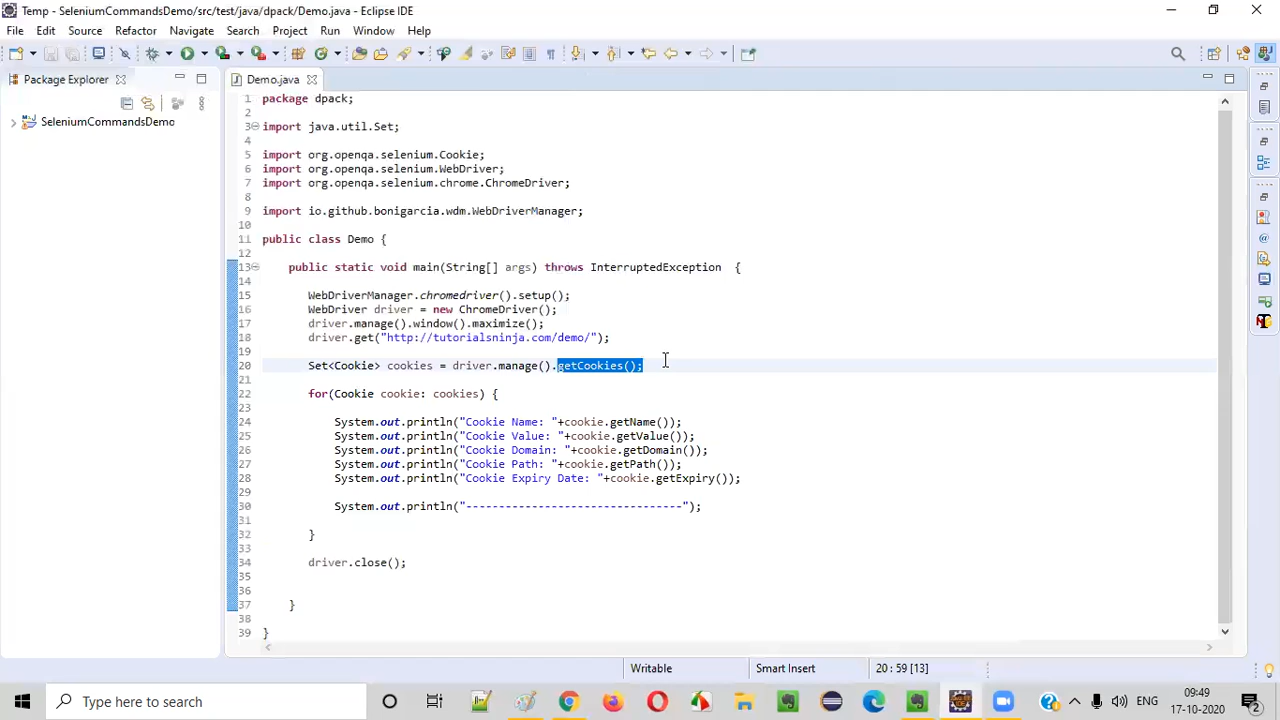 Temp - SeleniumCommandsDemo/src/test/java/dpack/Demo.java - Eclipse IDE
File Edit Source Refactor Navigate Search Project Run Window Help
Package Explorer
Demo.java
SeleniumCommandsDemo
1 package dpack;
2
3 import java.util.Set;
4
5 import org.openqa.selenium.Cookie;
6 import org.openqa.selenium.WebDriver;
7 import org.openqa.selenium.chrome.ChromeDriver;
8
9 import io.github.bonigarcia.wdm.WebDriverManager;
10
11 public class Demo {
12
13 public static void main(String[] args) throws InterruptedException {
14
15 WebDriverManager.chromedriver().setup();
16 WebDriver driver = new ChromeDriver();
17 driver.manage().window().maximize();
18 driver.get("http://tutorialsninja.com/demo/");
19
20 Set<Cookie> cookies = driver.manage().getCookies();
21
22 for(Cookie cookie: cookies) {
23
24 System.out.println("Cookie Name: "+cookie.getName());
25 System.out.println("Cookie Value: "+cookie.getValue());
26 System.out.println("Cookie Domain: "+cookie.getDomain());
27 System.out.println("Cookie Path: "+cookie.getPath());
28 System.out.println("Cookie Expiry Date: "+cookie.getExpiry());
29
30 System.out.println("---------------------------------");
31
32 }
33
34 driver.close();
35
36
37 }
38
39 }
Writable Smart Insert 20 : 59 [13]
Type here to search
ENG
09:49
17-10-2020
2